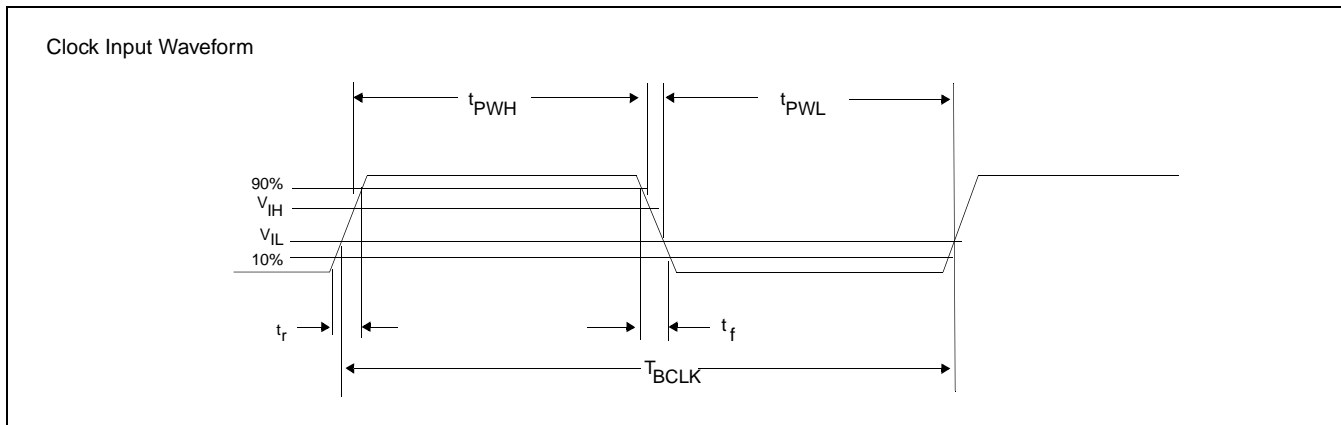 Clock Input Waveform
tPWH
tPWL
90%
VIH
VIL
10%
tr
tf
TBCLK